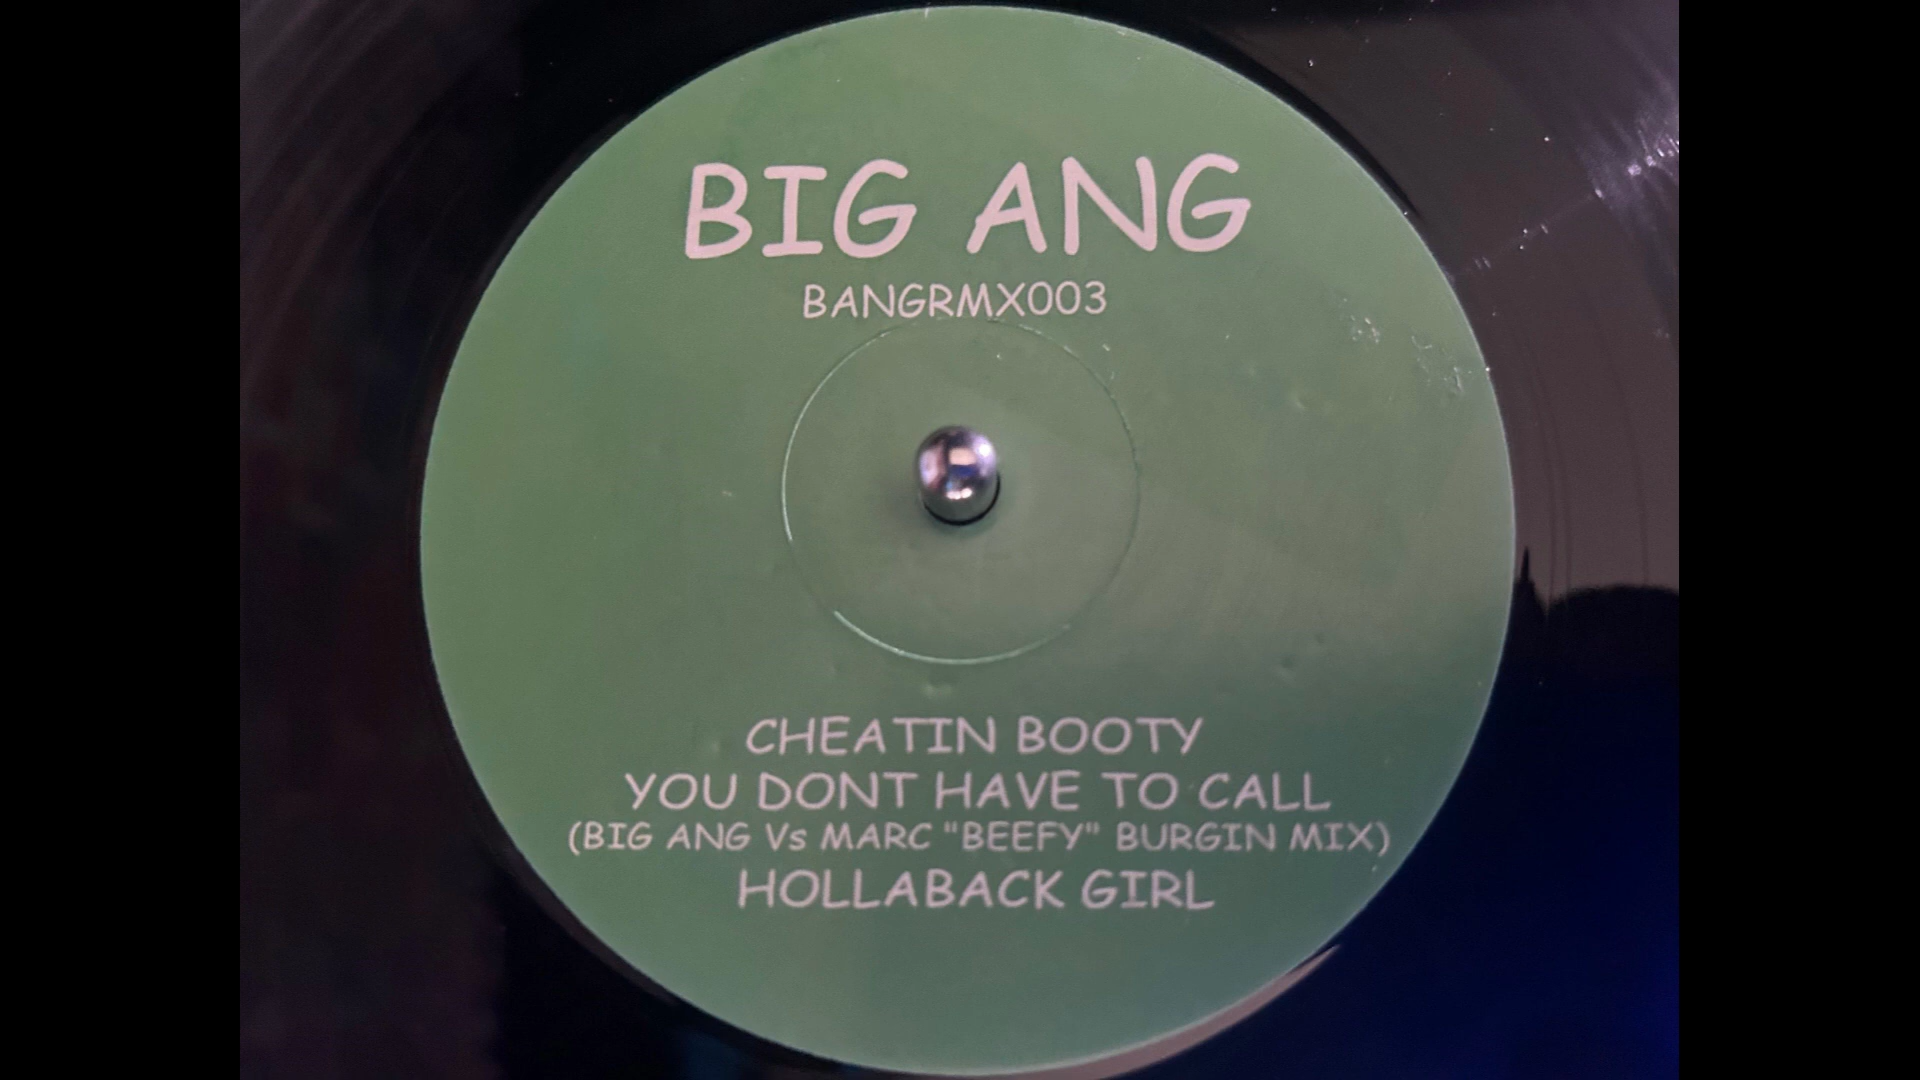 BIG ANG
BANGRMX003
CHEATIN BOOTY
YOU DONT HAVE TO CALL
(BIG ANG Vs MARC "BEEFY" BURGIN MIX)
HOLLABACK GIRL